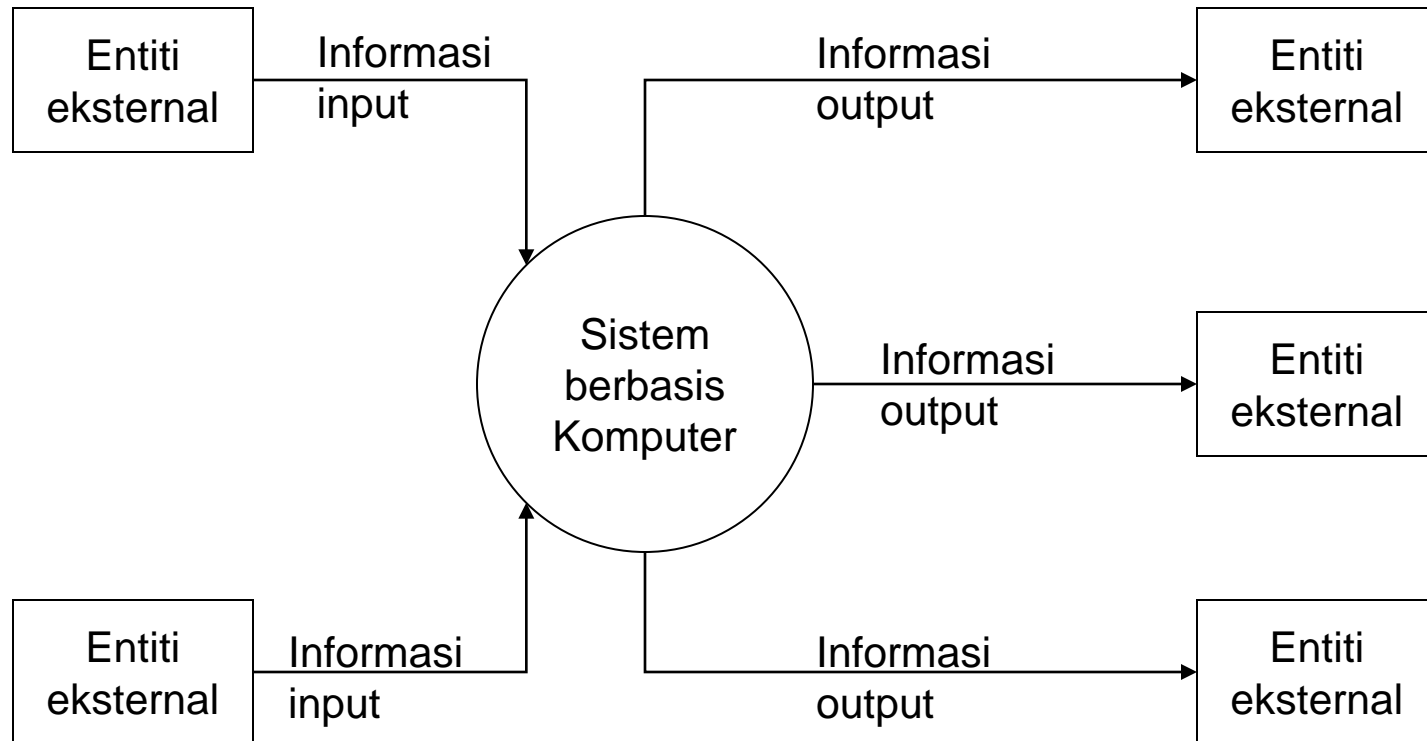 Entiti
eksternal
Informasi
input
Informasi
output
Entiti
eksternal
Sistem
berbasis
Komputer
Informasi
output
Entiti
eksternal
Entiti
eksternal
Informasi
input
Informasi
output
Entiti
eksternal